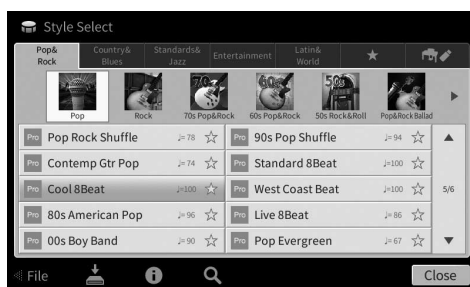 Style Select
Pop& Rock
Country& Blues
Standards& Jazz
Entertainment
Latin& World
Pop
Rock
70s Pop&Rock
60s Pop&Rock
50s Rock&Roll
Pop&Rock Ballad
Pro Pop Rock Shuffle ♩= 78
Pro 90s Pop Shuffle ♩= 94
Pro Contemp Gtr Pop ♩= 74
Pro Standard 8Beat ♩=100
Pro Cool 8Beat ♩=100
Pro West Coast Beat ♩=100
5/6
Pro 80s American Pop ♩= 96
Pro Live 8Beat ♩= 86
Pro 00s Boy Band ♩= 90
Pro Pop Evergreen ♩= 67
File
Close